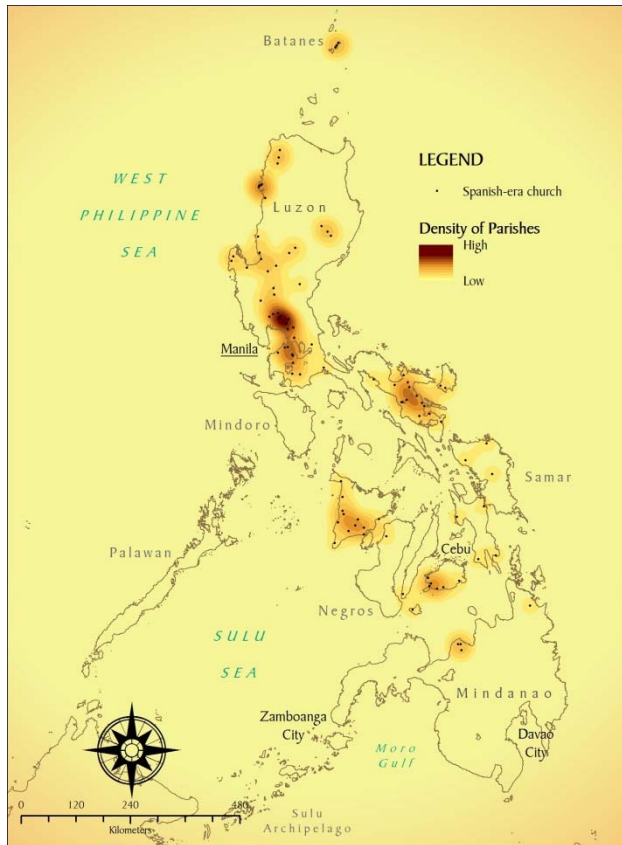 Batanes
WEST
PHILIPPINE
SEA
LEGEND
Spanish-era church
Density of Parishes
High
Low
Luzon
Manila
Mindoro
Samar
Palawan
Cebu
Negros
SULU
SEA
Mindanao
Zamboanga
City
Davao
City
Moro
Gulf
0 120 240 480
Kilometers
Sulu
Archipelago